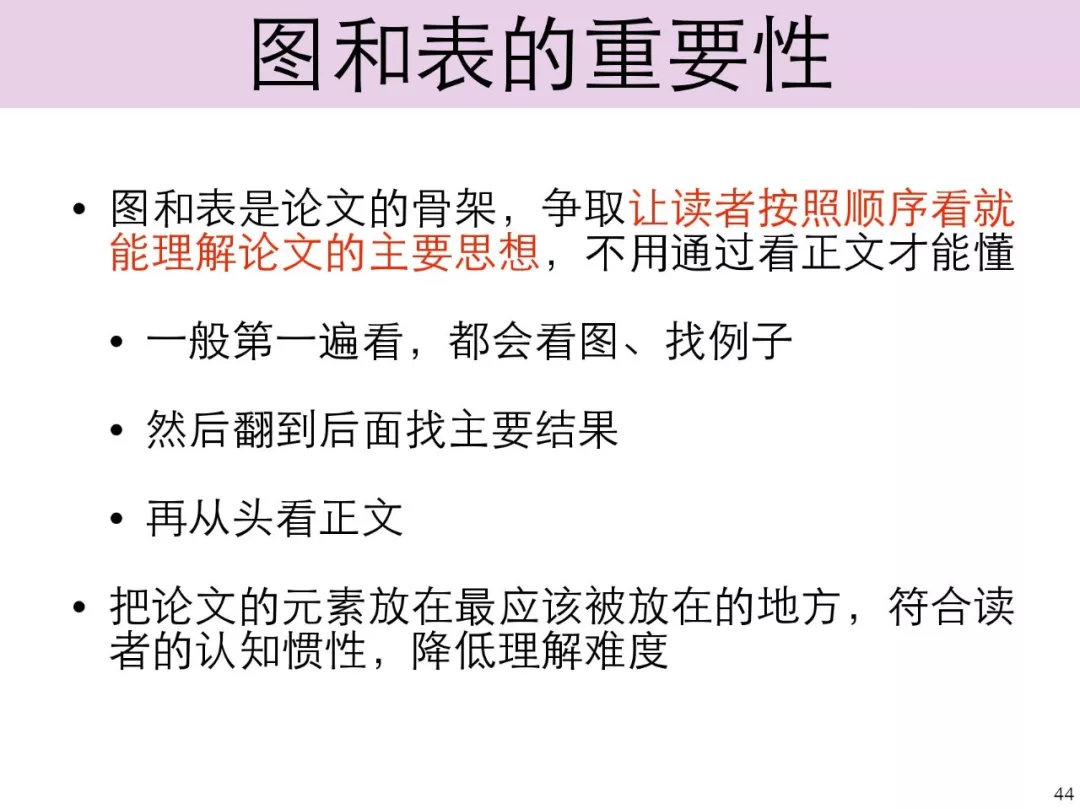 图和表的重要性
• 图和表是论文的骨架，争取让读者按照顺序看就
能理解论文的主要思想，不用通过看正文才能懂
• 一般第一遍看，都会看图、找例子
• 然后翻到后面找主要结果
• 再从头看正文
• 把论文的元素放在最应该被放在的地方，符合读
者的认知惯性，降低理解难度
44